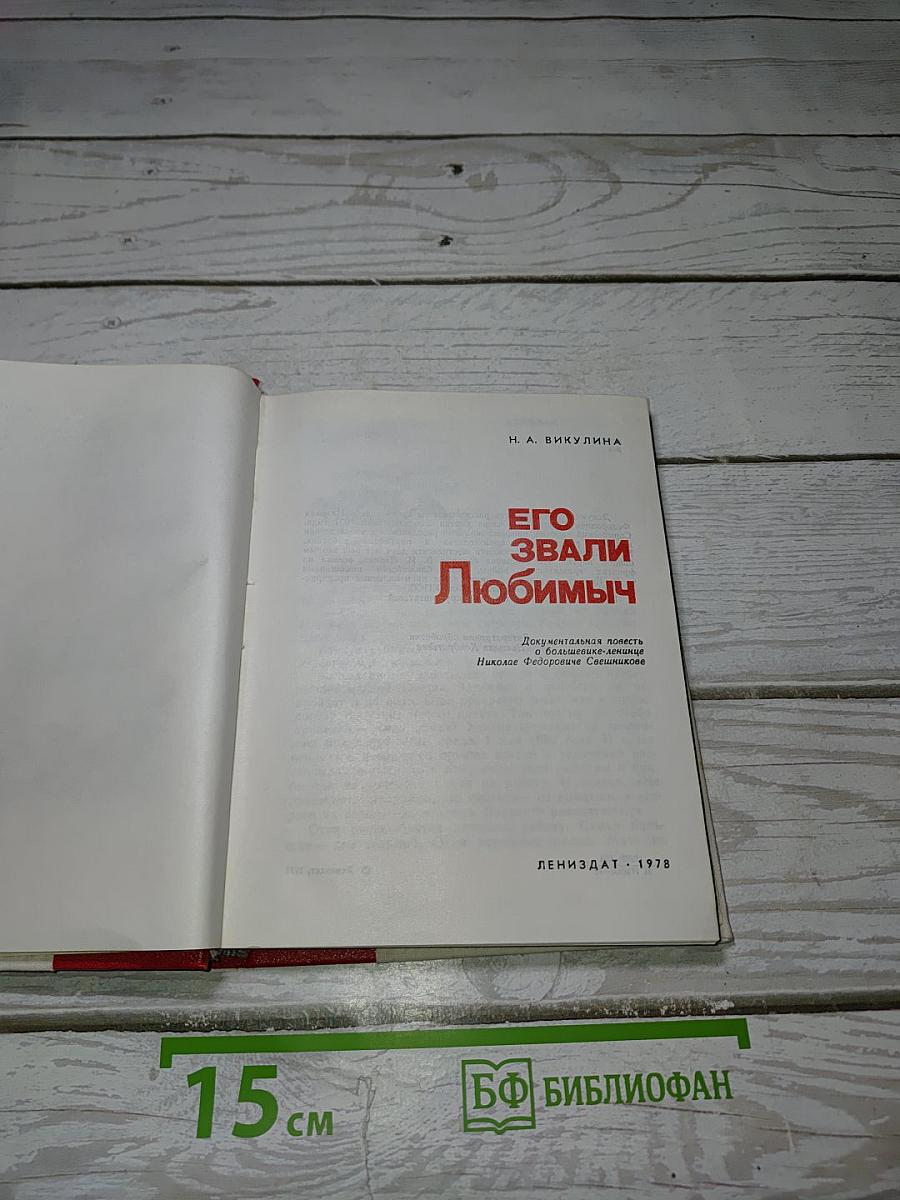 Н. А. ВИКУЛИНА
ЕГО
ЗВАЛИ
Любимыч
Документальная повесть
о большевике-ленинце
Николае Федоровиче Свешникове
ЛЕНИЗДАТ · 1978
15 см
БФ БИБЛИОФАН